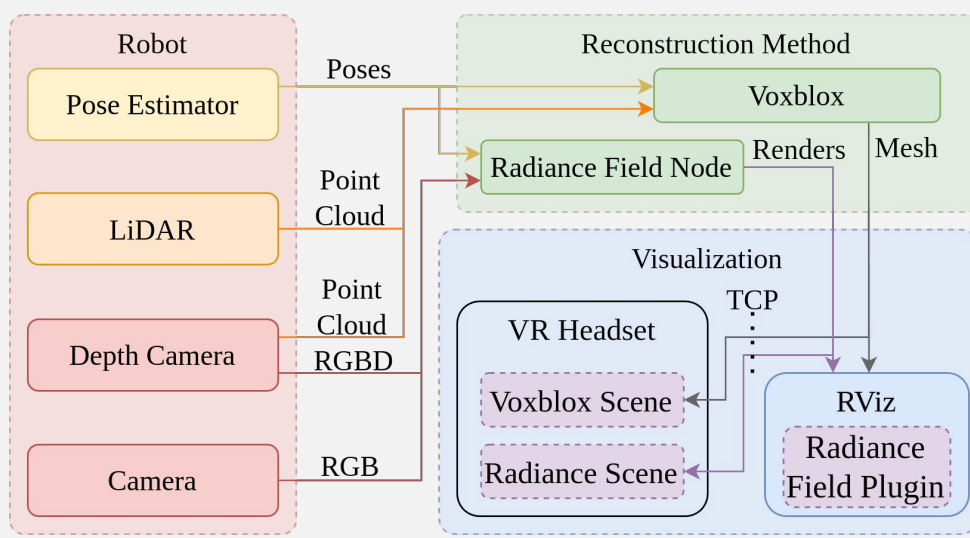 Robot
Pose Estimator
LiDAR
Depth Camera
Camera
Poses
Point
Cloud
Point
Cloud
RGBD
RGB
Reconstruction Method
Voxblox
Radiance Field Node
Renders
Mesh
Visualization
TCP
VR Headset
Voxblox Scene
Radiance Scene
RViz
Radiance
Field Plugin